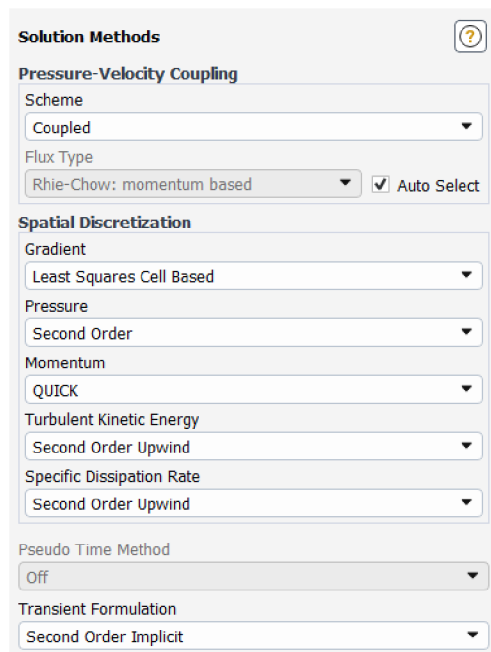 Solution Methods
?
Pressure-Velocity Coupling
Scheme
Coupled
Flux Type
Rhie-Chow: momentum based
Auto Select
Spatial Discretization
Gradient
Least Squares Cell Based
Pressure
Second Order
Momentum
QUICK
Turbulent Kinetic Energy
Second Order Upwind
Specific Dissipation Rate
Second Order Upwind
Pseudo Time Method
Off
Transient Formulation
Second Order Implicit